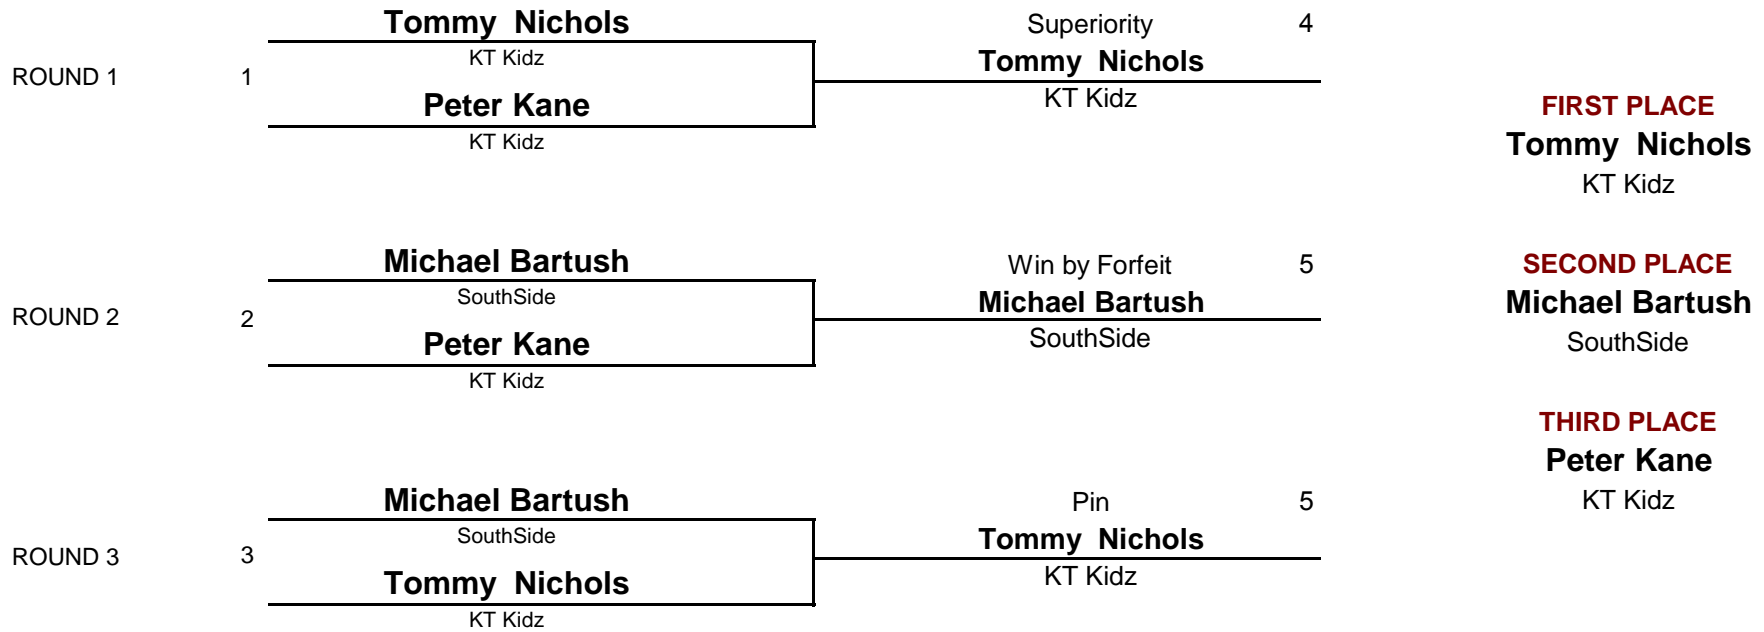 Tommy  Nichols
KT Kidz
ROUND 1
1
Peter Kane
KT Kidz
Superiority 4
Tommy  Nichols
KT Kidz
Michael Bartush
SouthSide
ROUND 2
2
Peter Kane
KT Kidz
Win by Forfeit 5
Michael Bartush
SouthSide
Michael Bartush
SouthSide
ROUND 3
3
Tommy  Nichols
KT Kidz
Pin 5
Tommy  Nichols
KT Kidz
FIRST PLACE
Tommy  Nichols
KT Kidz
SECOND PLACE
Michael Bartush
SouthSide
THIRD PLACE
Peter Kane
KT Kidz